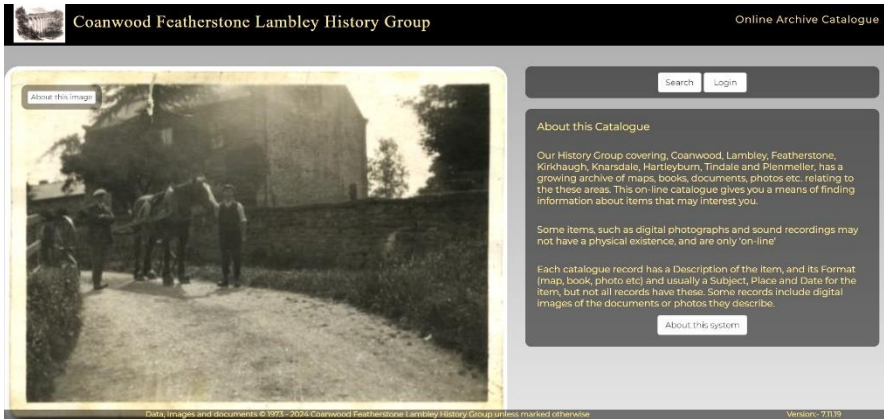 Coanwood Featherstone Lambley History Group
Online Archive Catalogue
About this image
Search Login
About this Catalogue
Our History Group covering, Coanwood, Lambley, Featherstone,
Kirkhaugh, Knarsdale, Hartleyburn, Tindale and Plenmeller, has a
growing archive of maps, books, documents, photos etc. relating to
the these areas. This on-line catalogue gives you a means of finding
information about items that may interest you.
Some items, such as digital photographs and sound recordings may
not have a physical existence, and are only 'on-line'
Each catalogue record has a Description of the item, and its Format
(map, book, photo etc) and usually a Subject, Place and Date for the
item, but not all records have these. Some records include digital
images of the documents or photos they describe.
About this system
Data, Images and documents © 1973 - 2024 Coanwood Featherstone Lambley History Group unless marked otherwise
Version:- 7.11.19